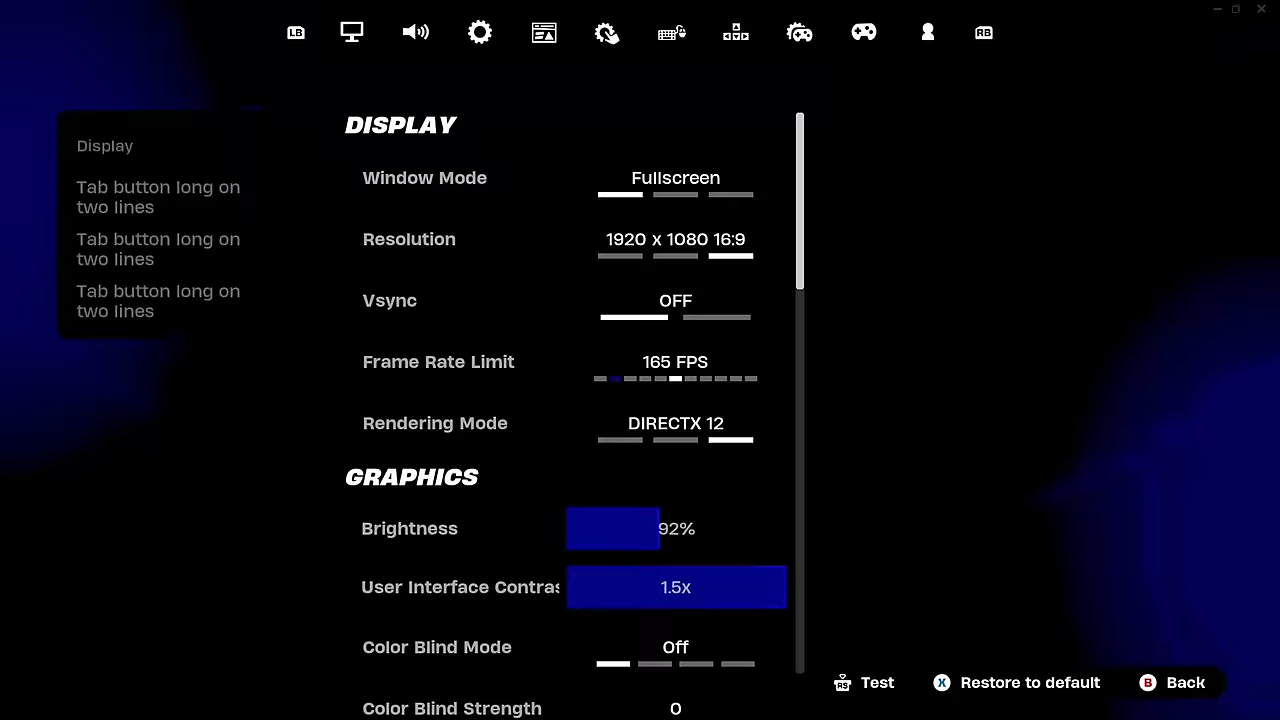 LB
RB
Display
Tab button long on
two lines
Tab button long on
two lines
Tab button long on
two lines
DISPLAY
Window Mode Fullscreen
Resolution 1920 x 1080 16:9
Vsync OFF
Frame Rate Limit 165 FPS
Rendering Mode DIRECTX 12
GRAPHICS
Brightness 92%
User Interface Contras 1.5x
Color Blind Mode Off
Color Blind Strength 0
RS Test X Restore to default B Back